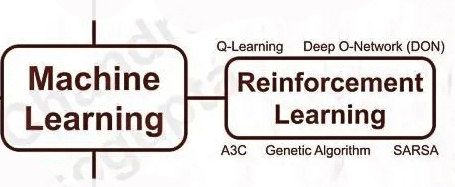 Q-Learning Deep O-Network (DON)
Machine
Learning
Reinforcement
Learning
A3C Genetic Algorithm SARSA